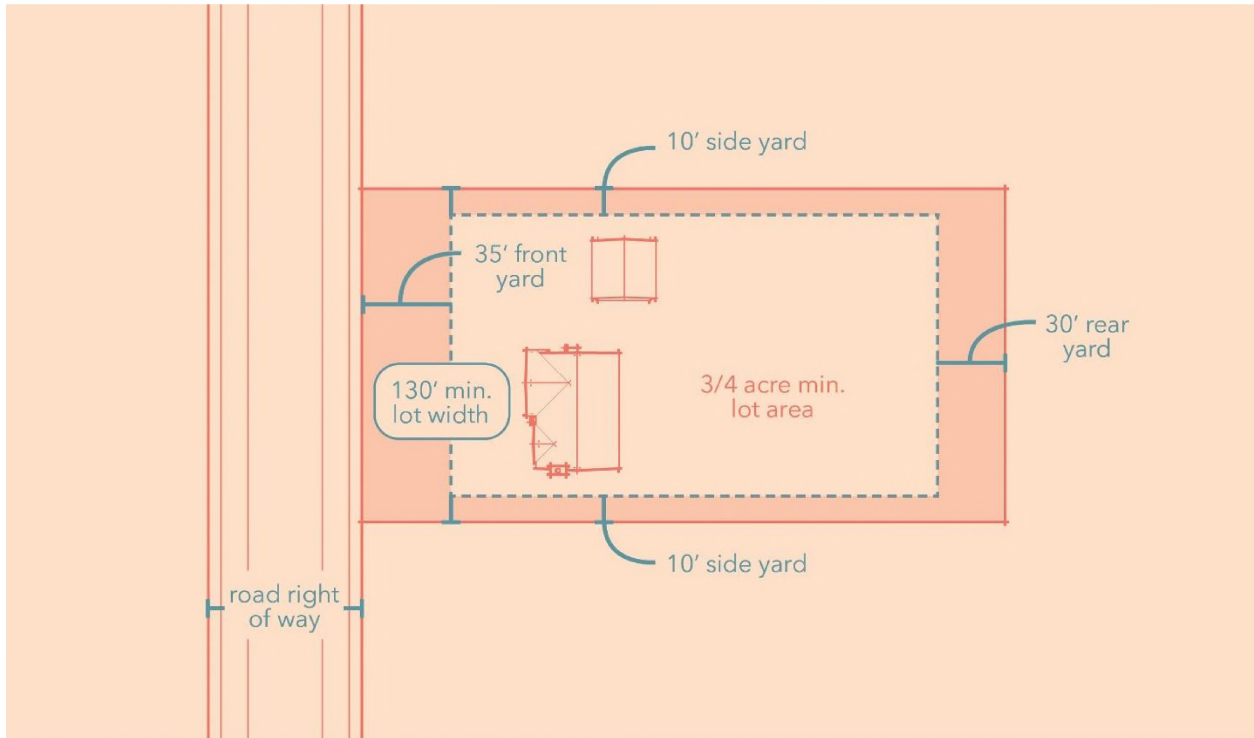 10’ side yard
35’ front
yard
30’ rear
yard
130’ min.
lot width
3/4 acre min.
lot area
10’ side yard
road right
of way